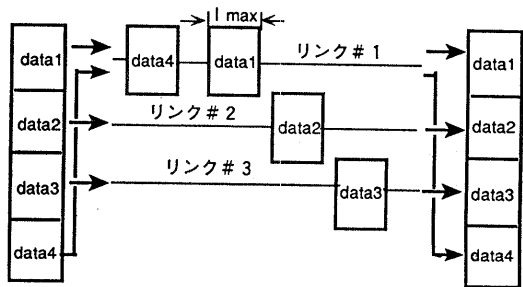 l max
data1
data4
data1
リンク#1
data1
data2
リンク#2
data2
data2
data3
リンク#3
data3
data3
data4
data4